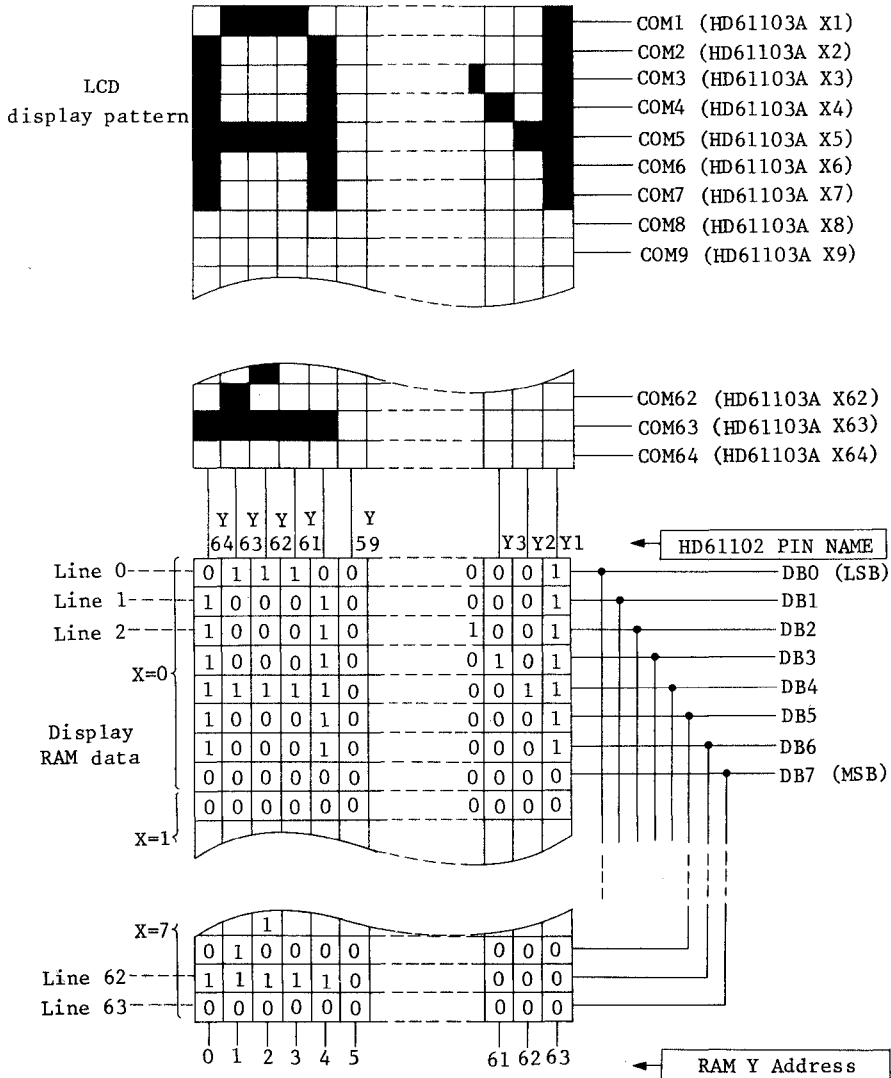 COM1 (HD61103A X1)
COM2 (HD61103A X2)
COM3 (HD61103A X3)
COM4 (HD61103A X4)
COM5 (HD61103A X5)
COM6 (HD61103A X6)
COM7 (HD61103A X7)
COM8 (HD61103A X8)
COM9 (HD61103A X9)
LCD
display pattern
COM62 (HD61103A X62)
COM63 (HD61103A X63)
COM64 (HD61103A X64)
Y Y Y Y Y
64 63 62 61 59 Y3 Y2 Y1
HD61102 PIN NAME
Line 0 0 1 1 1 0 0 0 0 0 1 DB0 (LSB)
Line 1 1 0 0 0 1 0 0 0 0 1 DB1
Line 2 1 0 0 0 1 0 1 0 0 1 DB2
1 0 0 0 1 0 0 1 0 1 DB3
X=0
1 1 1 1 1 0 0 0 1 1 DB4
1 0 0 0 1 0 0 0 0 1 DB5
Display
RAM data
1 0 0 0 1 0 0 0 0 1 DB6
0 0 0 0 0 0 0 0 0 0 DB7 (MSB)
0 0 0 0 0 0 0 0 0 0
X=1
X=7
1
0 1 0 0 0 0 0 0 0
Line 62 1 1 1 1 1 0 0 0 0
Line 63 0 0 0 0 0 0 0 0 0
0 1 2 3 4 5 61 62 63
RAM Y Address